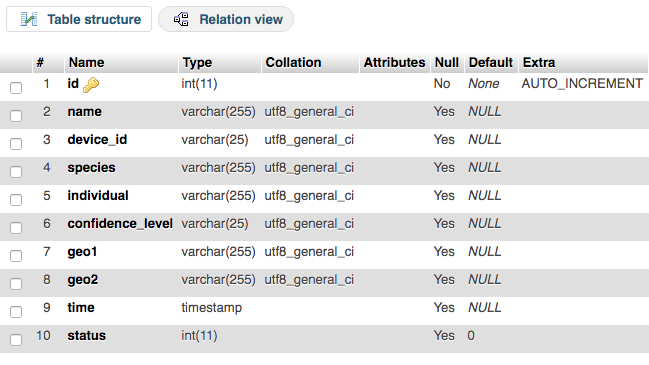 Table structure Relation view
# Name Type Collation Attributes Null Default Extra
1 id int(11) No None AUTO_INCREMENT
2 name varchar(255) utf8_general_ci Yes NULL
3 device_id varchar(25) utf8_general_ci Yes NULL
4 species varchar(255) utf8_general_ci Yes NULL
5 individual varchar(255) utf8_general_ci Yes NULL
6 confidence_level varchar(25) utf8_general_ci Yes NULL
7 geo1 varchar(255) utf8_general_ci Yes NULL
8 geo2 varchar(255) utf8_general_ci Yes NULL
9 time timestamp Yes NULL
10 status int(11) Yes 0